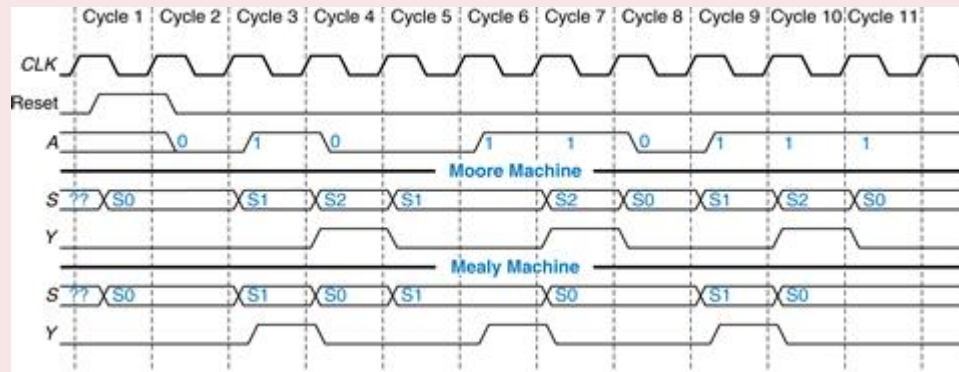 Cycle 1 Cycle 2 Cycle 3 Cycle 4 Cycle 5 Cycle 6 Cycle 7 Cycle 8 Cycle 9 Cycle 10 Cycle 11
CLK
Reset
A 0 1 0 1 1 0 1 1 1
Moore Machine
S ?? S0 S1 S2 S1 S2 S0 S1 S2 S0
Y
Mealy Machine
S ?? S0 S1 S0 S1 S0 S1 S0
Y